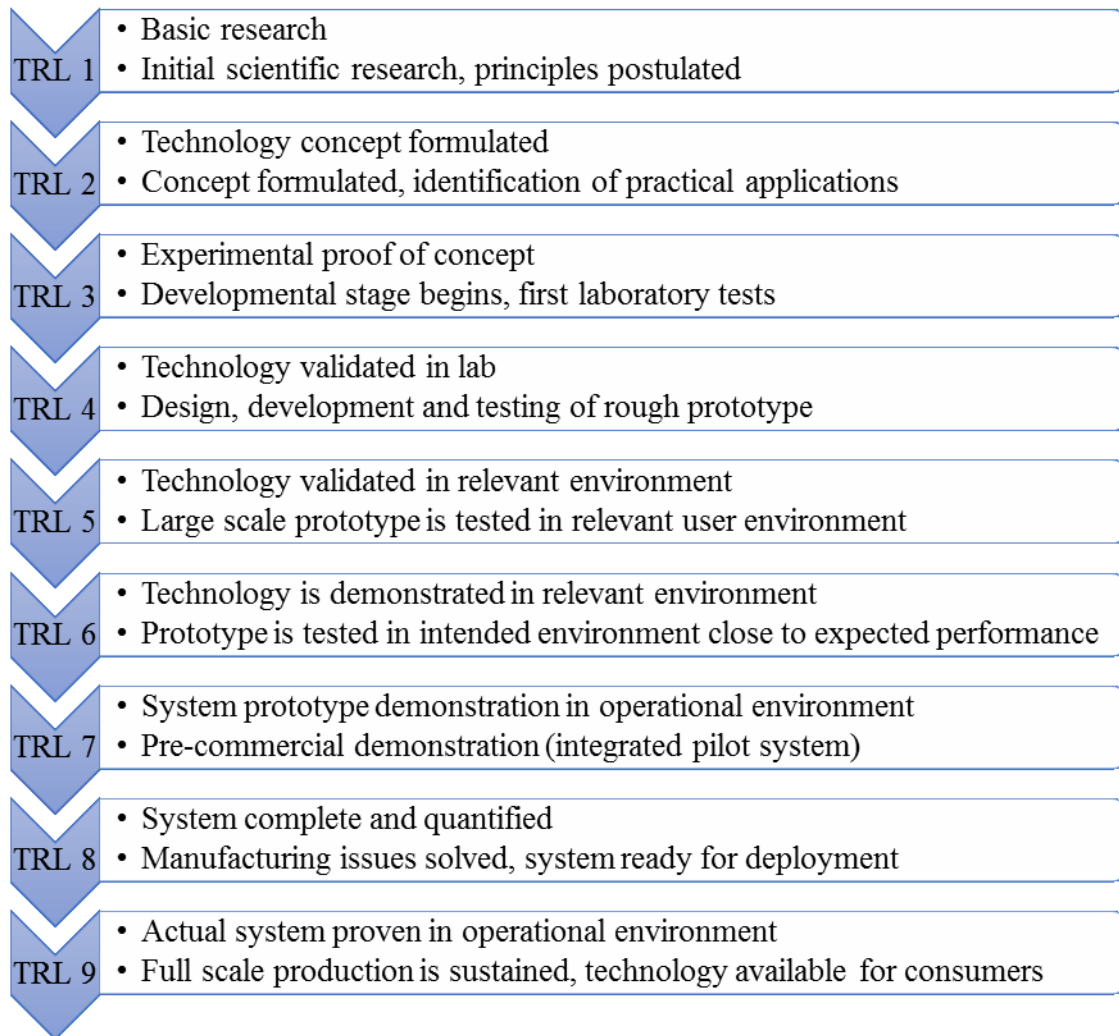 TRL 1
• Basic research
• Initial scientific research, principles postulated
TRL 2
• Technology concept formulated
• Concept formulated, identification of practical applications
TRL 3
• Experimental proof of concept
• Developmental stage begins, first laboratory tests
TRL 4
• Technology validated in lab
• Design, development and testing of rough prototype
TRL 5
• Technology validated in relevant environment
• Large scale prototype is tested in relevant user environment
TRL 6
• Technology is demonstrated in relevant environment
• Prototype is tested in intended environment close to expected performance
TRL 7
• System prototype demonstration in operational environment
• Pre-commercial demonstration (integrated pilot system)
TRL 8
• System complete and quantified
• Manufacturing issues solved, system ready for deployment
TRL 9
• Actual system proven in operational environment
• Full scale production is sustained, technology available for consumers